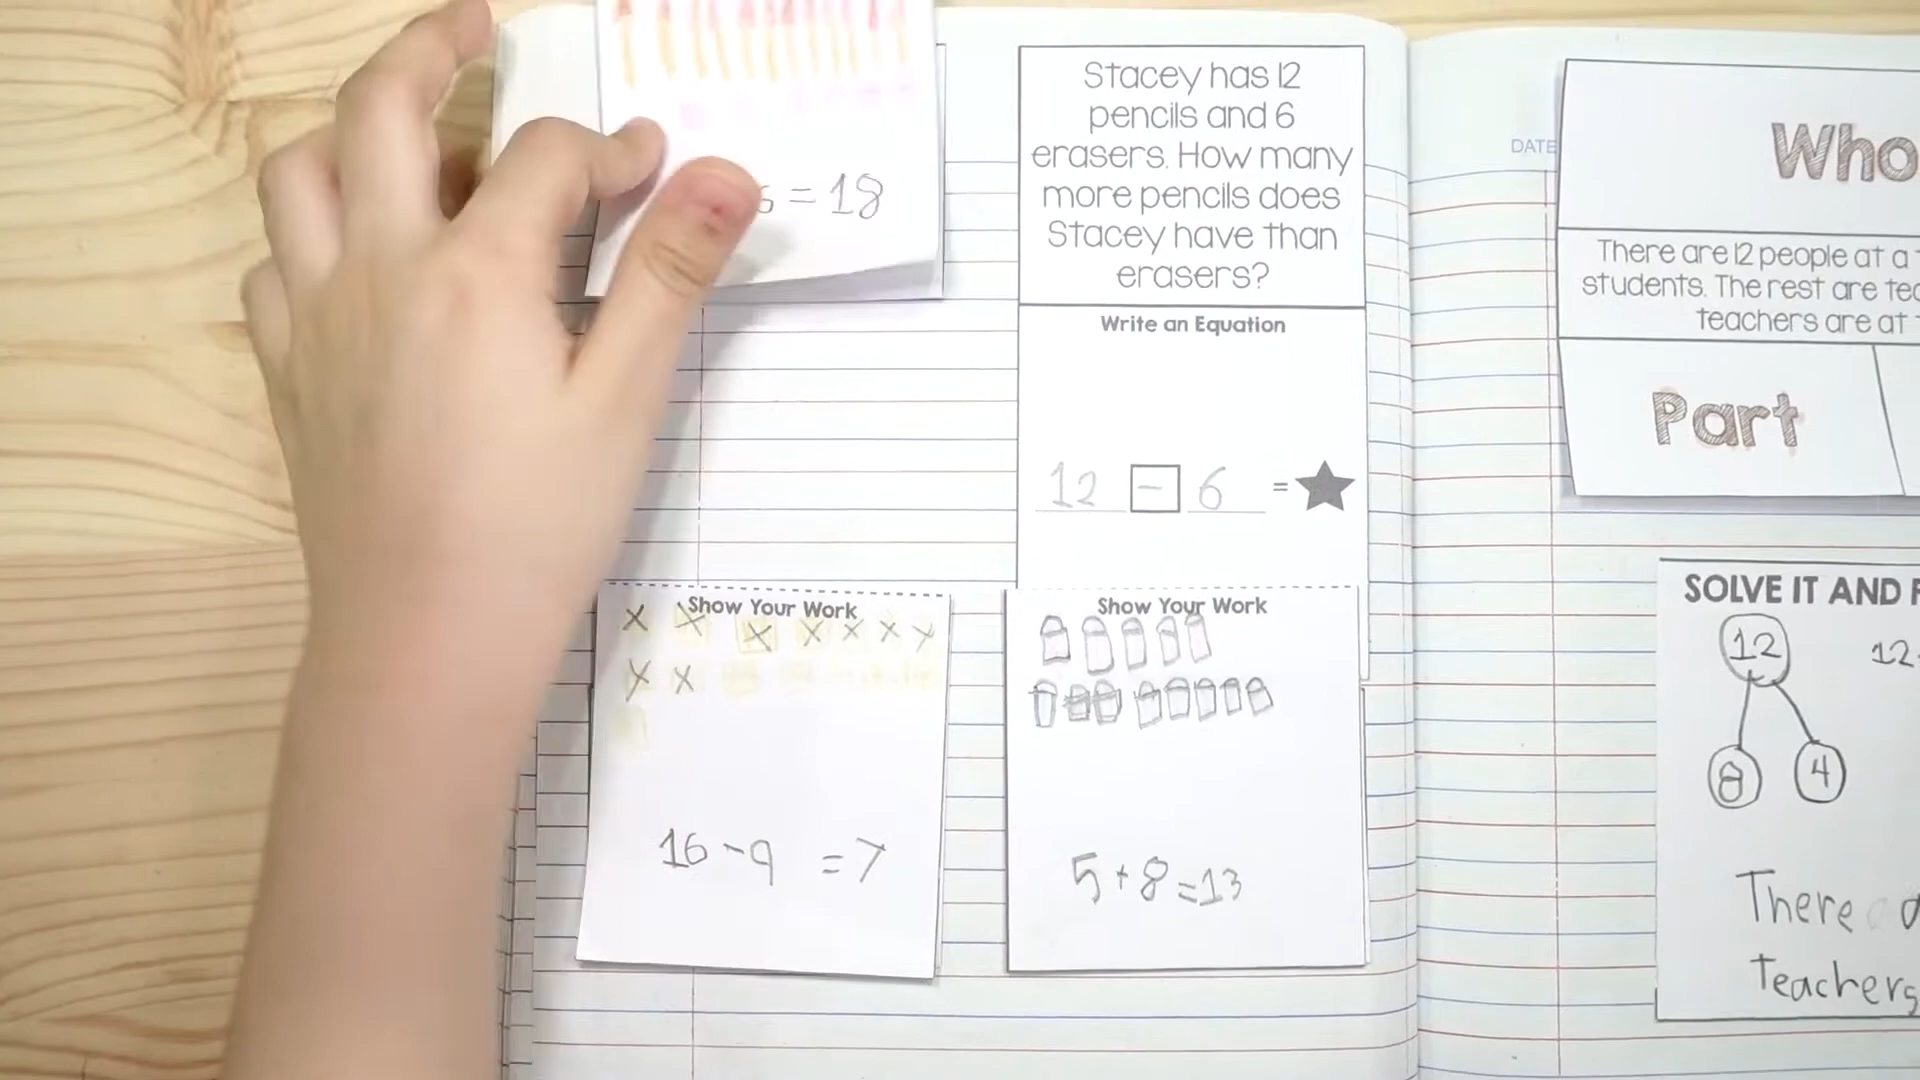 6 = 18
Stacey has 12
pencils and 6
erasers. How many
more pencils does
Stacey have than
erasers?
Write an Equation
12 - 6 = ★
Show Your Work
16 - 9 = 7
Show Your Work
5 + 8 = 13
DATE
Who
There are 12 people at a
students. The rest are tea
teachers are at
Part
SOLVE IT AND
12
12
8 4
There
Teachers